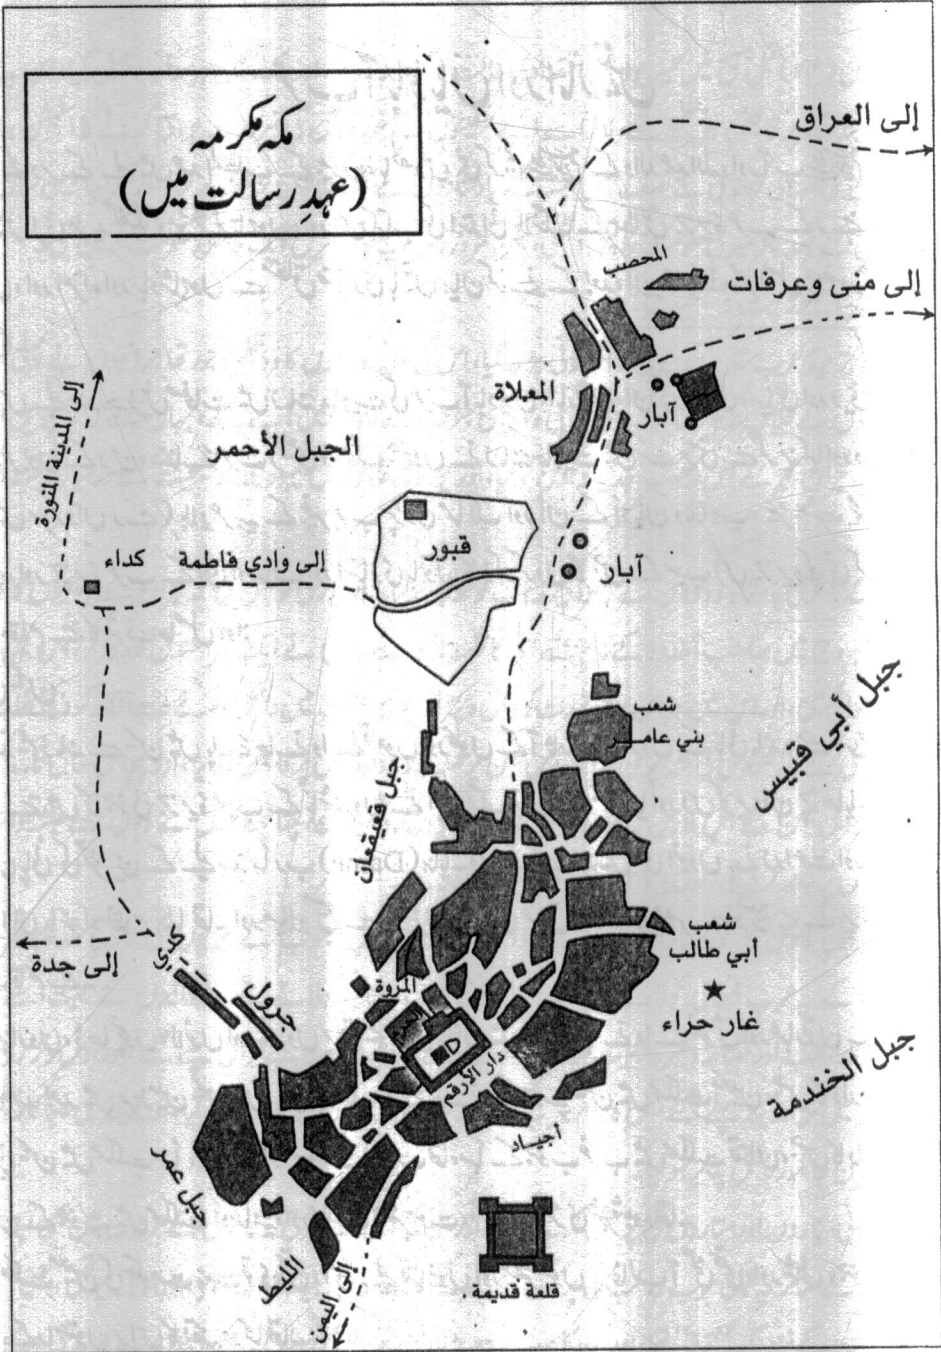 مکہ مکرمہ
(عہدِ رسالت میں)
إلى العراق
المحصب
إلى منى وعرفات
المعلاة
آبار
إلى المدينة المنورة
الجبل الأحمر
قبور
كداء
إلى وادي فاطمة
آبار
شعب
بني عامر
جبل أبي قبيس
جبل قعيقعان
شعب
أبي طالب
غار حراء
كدي
إلى جدة
جرول
المروة
الحرم
دار الأرقم
جبل الخندمة
أجياد
جبل عمر
الليط
إلى اليمن
قلعة قديمة